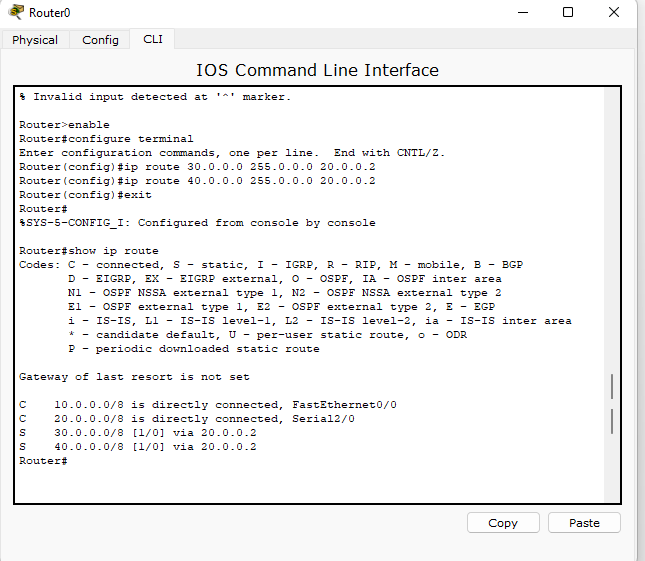 Router0
Physical Config CLI
IOS Command Line Interface
% Invalid input detected at '^' marker.
Router>enable
Router#configure terminal
Enter configuration commands, one per line.  End with CNTL/Z.
Router(config)#ip route 30.0.0.0 255.0.0.0 20.0.0.2
Router(config)#ip route 40.0.0.0 255.0.0.0 20.0.0.2
Router(config)#exit
Router#
%SYS-5-CONFIG_I: Configured from console by console
Router#show ip route
Codes: C - connected, S - static, I - IGRP, R - RIP, M - mobile, B - BGP
       D - EIGRP, EX - EIGRP external, O - OSPF, IA - OSPF inter area
       N1 - OSPF NSSA external type 1, N2 - OSPF NSSA external type 2
       E1 - OSPF external type 1, E2 - OSPF external type 2, E - EGP
       i - IS-IS, L1 - IS-IS level-1, L2 - IS-IS level-2, ia - IS-IS inter area
       * - candidate default, U - per-user static route, o - ODR
       P - periodic downloaded static route
Gateway of last resort is not set
C    10.0.0.0/8 is directly connected, FastEthernet0/0
C    20.0.0.0/8 is directly connected, Serial2/0
S    30.0.0.0/8 [1/0] via 20.0.0.2
S    40.0.0.0/8 [1/0] via 20.0.0.2
Router#
Copy Paste